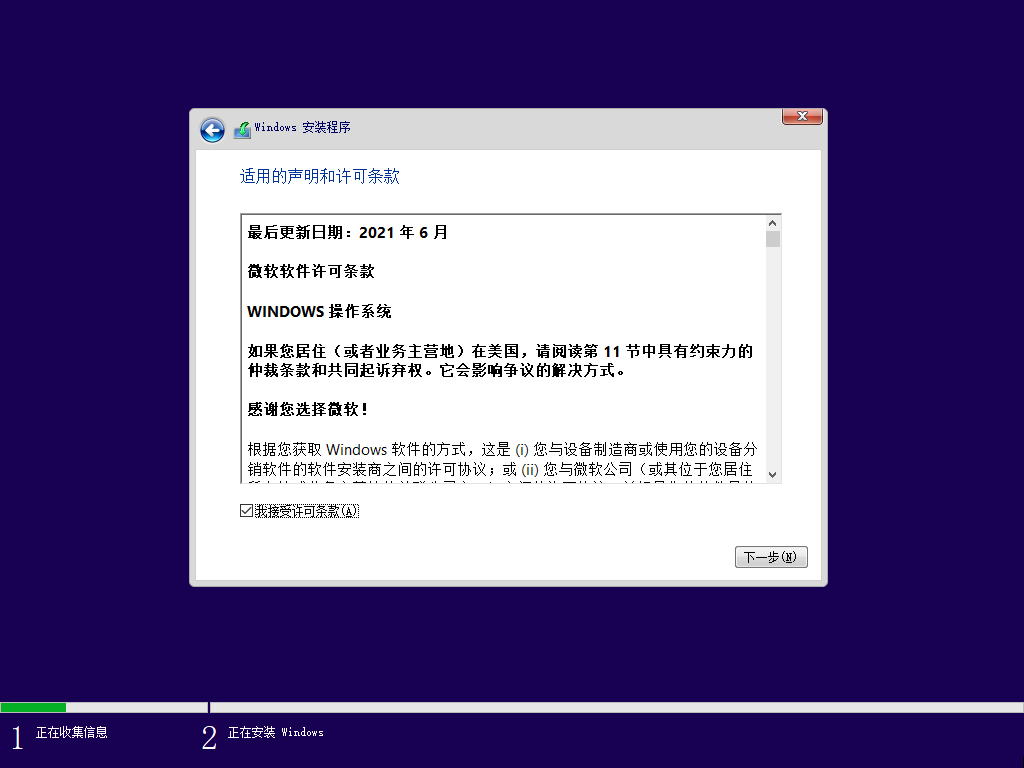 Windows 安装程序
适用的声明和许可条款
最后更新日期：2021 年 6 月
微软软件许可条款
WINDOWS 操作系统
如果您居住（或者业务主营地）在美国，请阅读第 11 节中具有约束力的
仲裁条款和共同起诉弃权。它会影响争议的解决方式。
感谢您选择微软！
根据您获取 Windows 软件的方式，这是 (i) 您与设备制造商或使用您的设备分
销软件的软件安装商之间的许可协议；或 (ii) 您与微软公司（或其位于您居住
我接受许可条款(A)
下一步(N)
1 正在收集信息
2 正在安装 Windows